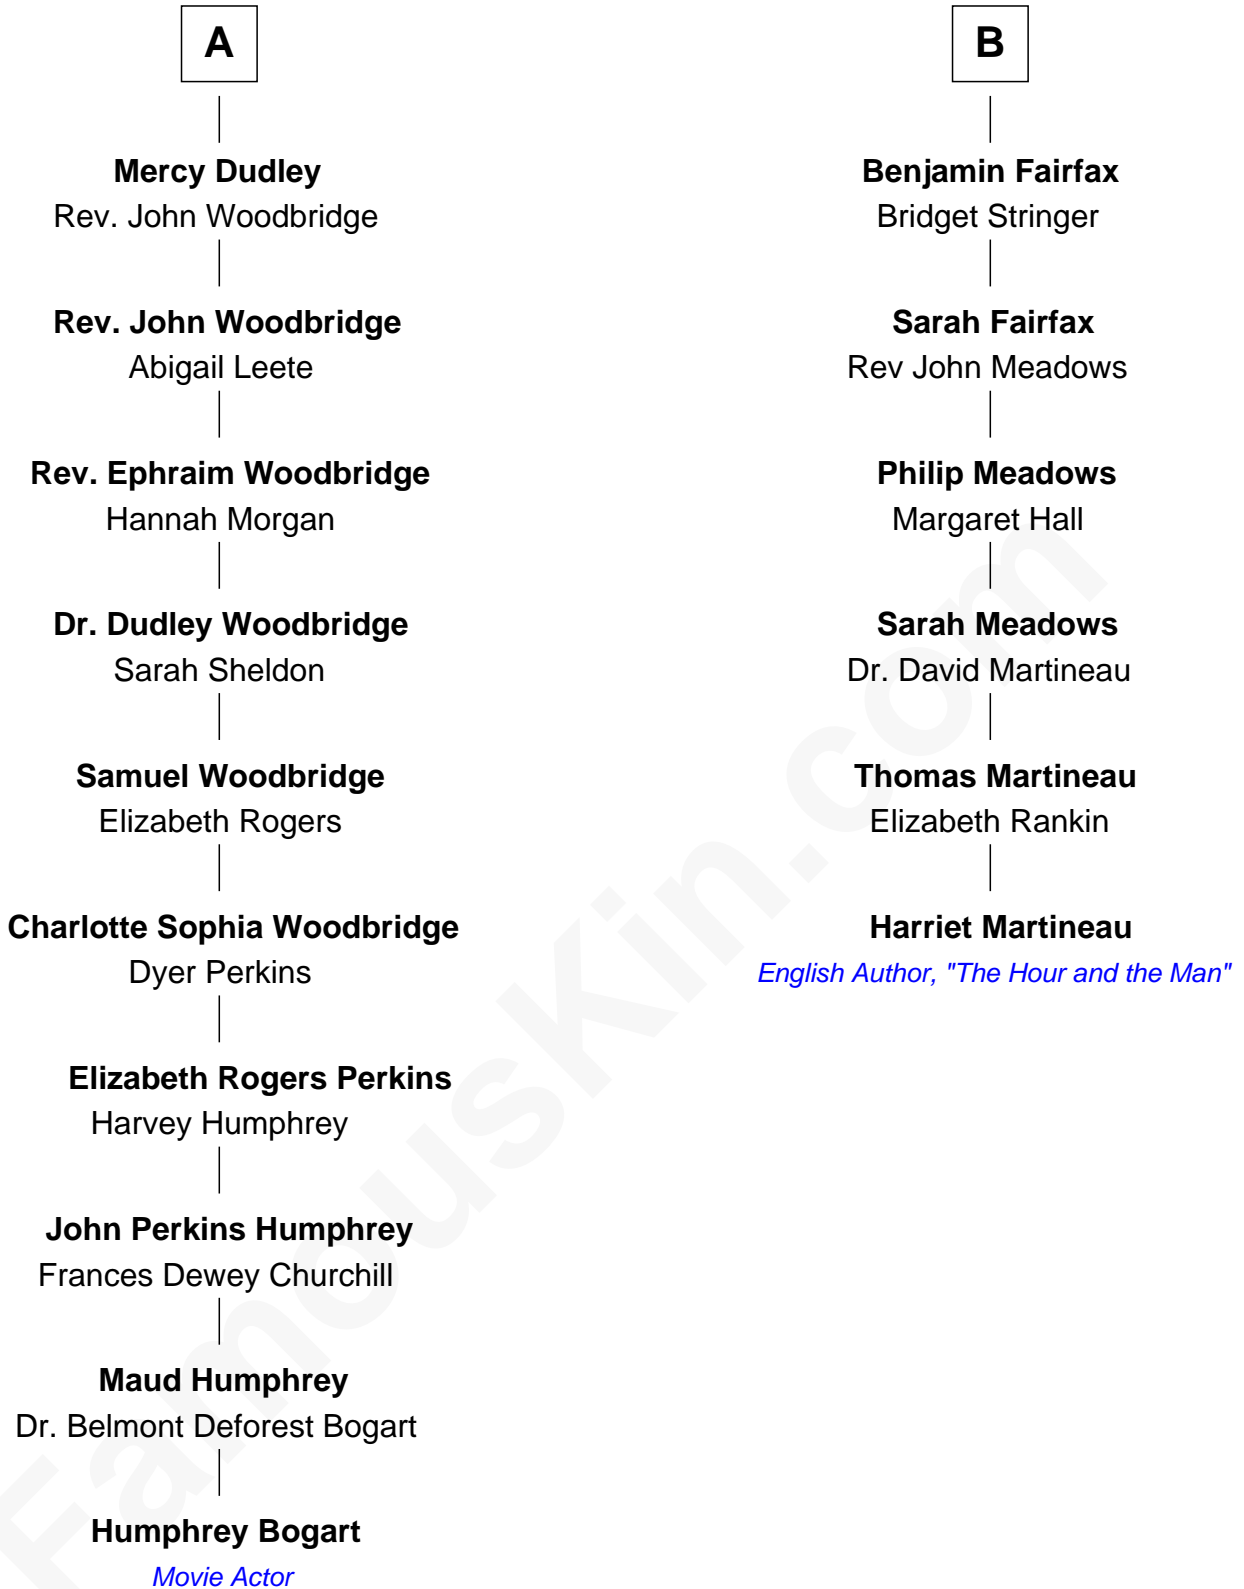 A
Mercy Dudley
Rev. John Woodbridge
Rev. John Woodbridge
Abigail Leete
Rev. Ephraim Woodbridge
Hannah Morgan
Dr. Dudley Woodbridge
Sarah Sheldon
Samuel Woodbridge
Elizabeth Rogers
Charlotte Sophia Woodbridge
Dyer Perkins
Elizabeth Rogers Perkins
Harvey Humphrey
John Perkins Humphrey
Frances Dewey Churchill
Maud Humphrey
Dr. Belmont Deforest Bogart
Humphrey Bogart
Movie Actor
B
Benjamin Fairfax
Bridget Stringer
Sarah Fairfax
Rev John Meadows
Philip Meadows
Margaret Hall
Sarah Meadows
Dr. David Martineau
Thomas Martineau
Elizabeth Rankin
Harriet Martineau
English Author, "The Hour and the Man"
FamousKin.com